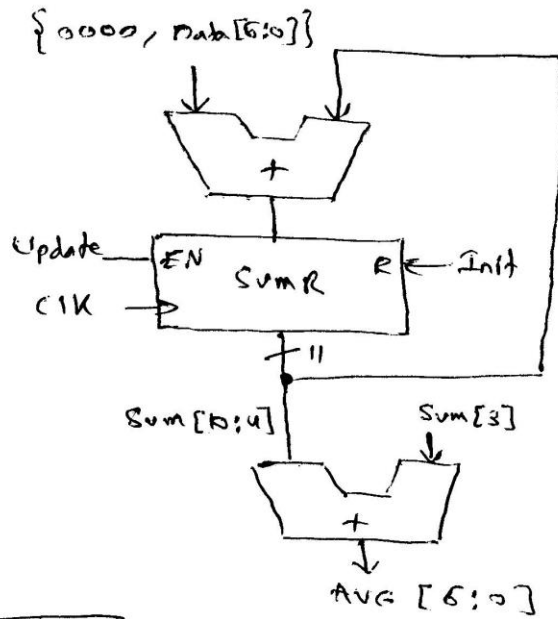 {0000, Data[6:0]}
+
Update EN SumR R Init
Clk
11
Sum[10:4] Sum[3]
+
AVG [6:0]